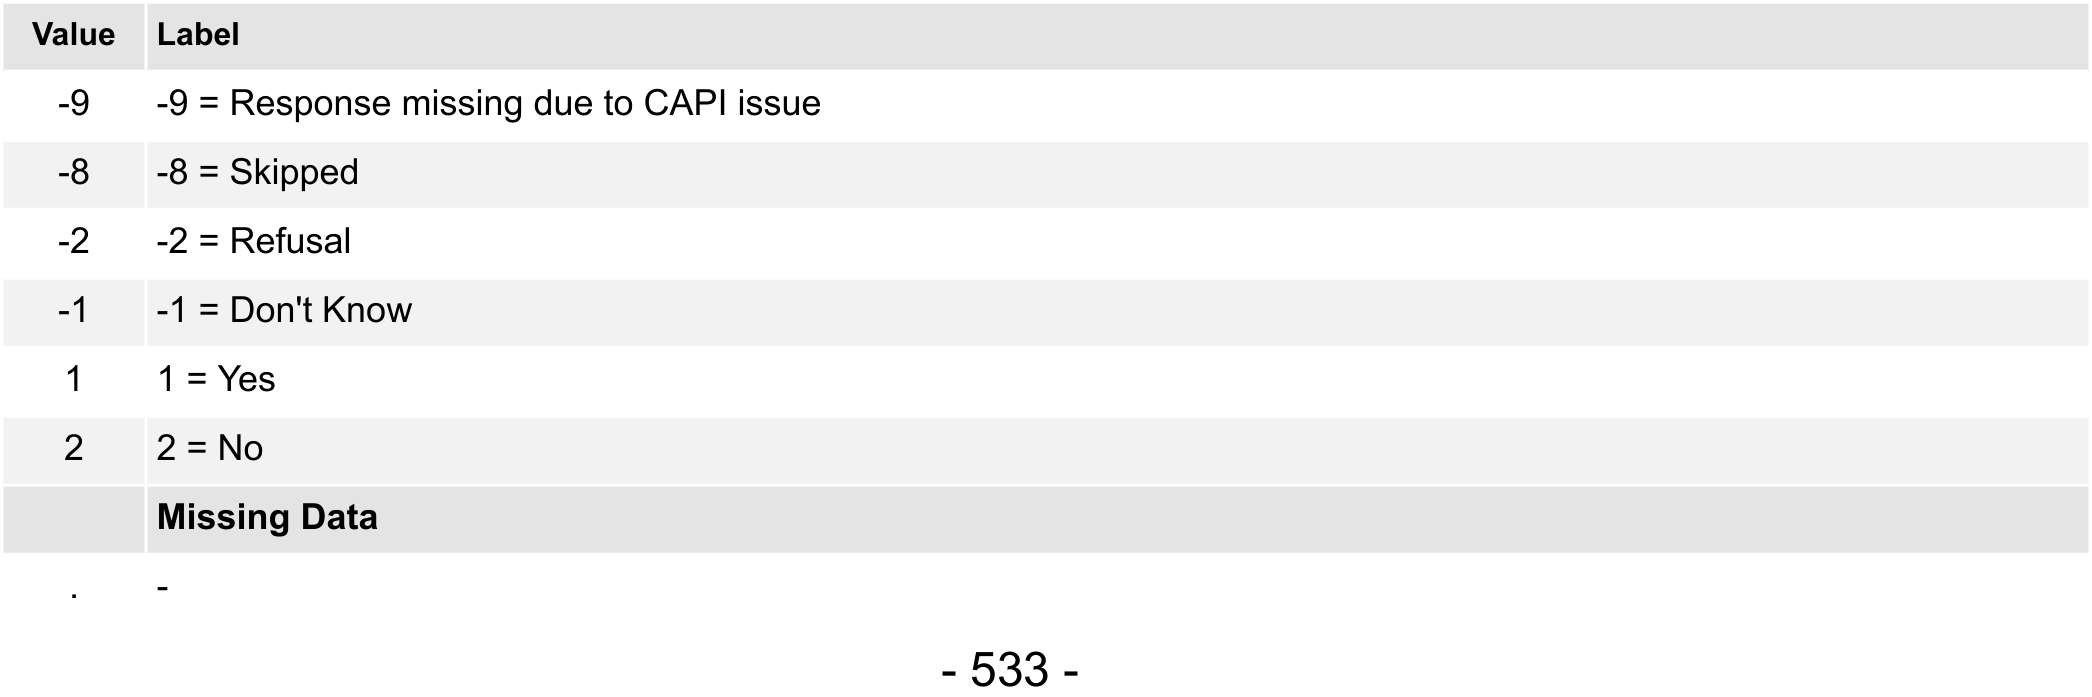 Value Label
-9 -9 = Response missing due to CAPI issue
-8 -8 = Skipped
-2 -2 = Refusal
-1 -1 = Don't Know
1 1 = Yes
2 2 = No
Missing Data
. -
- 533 -